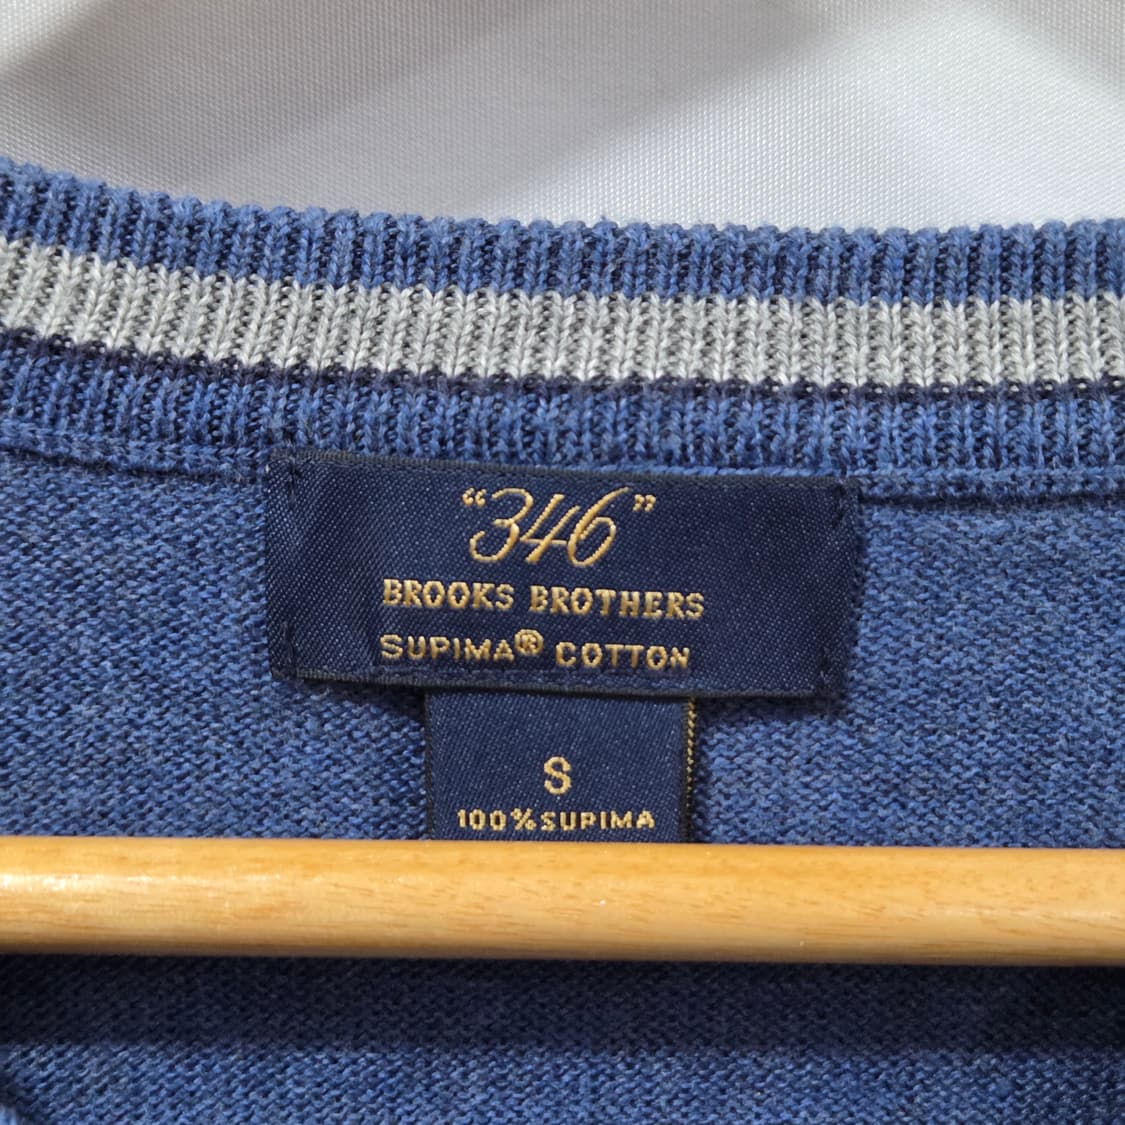 “346”
BROOKS BROTHERS
SUPIMA® COTTON
S
100% SUPIMA